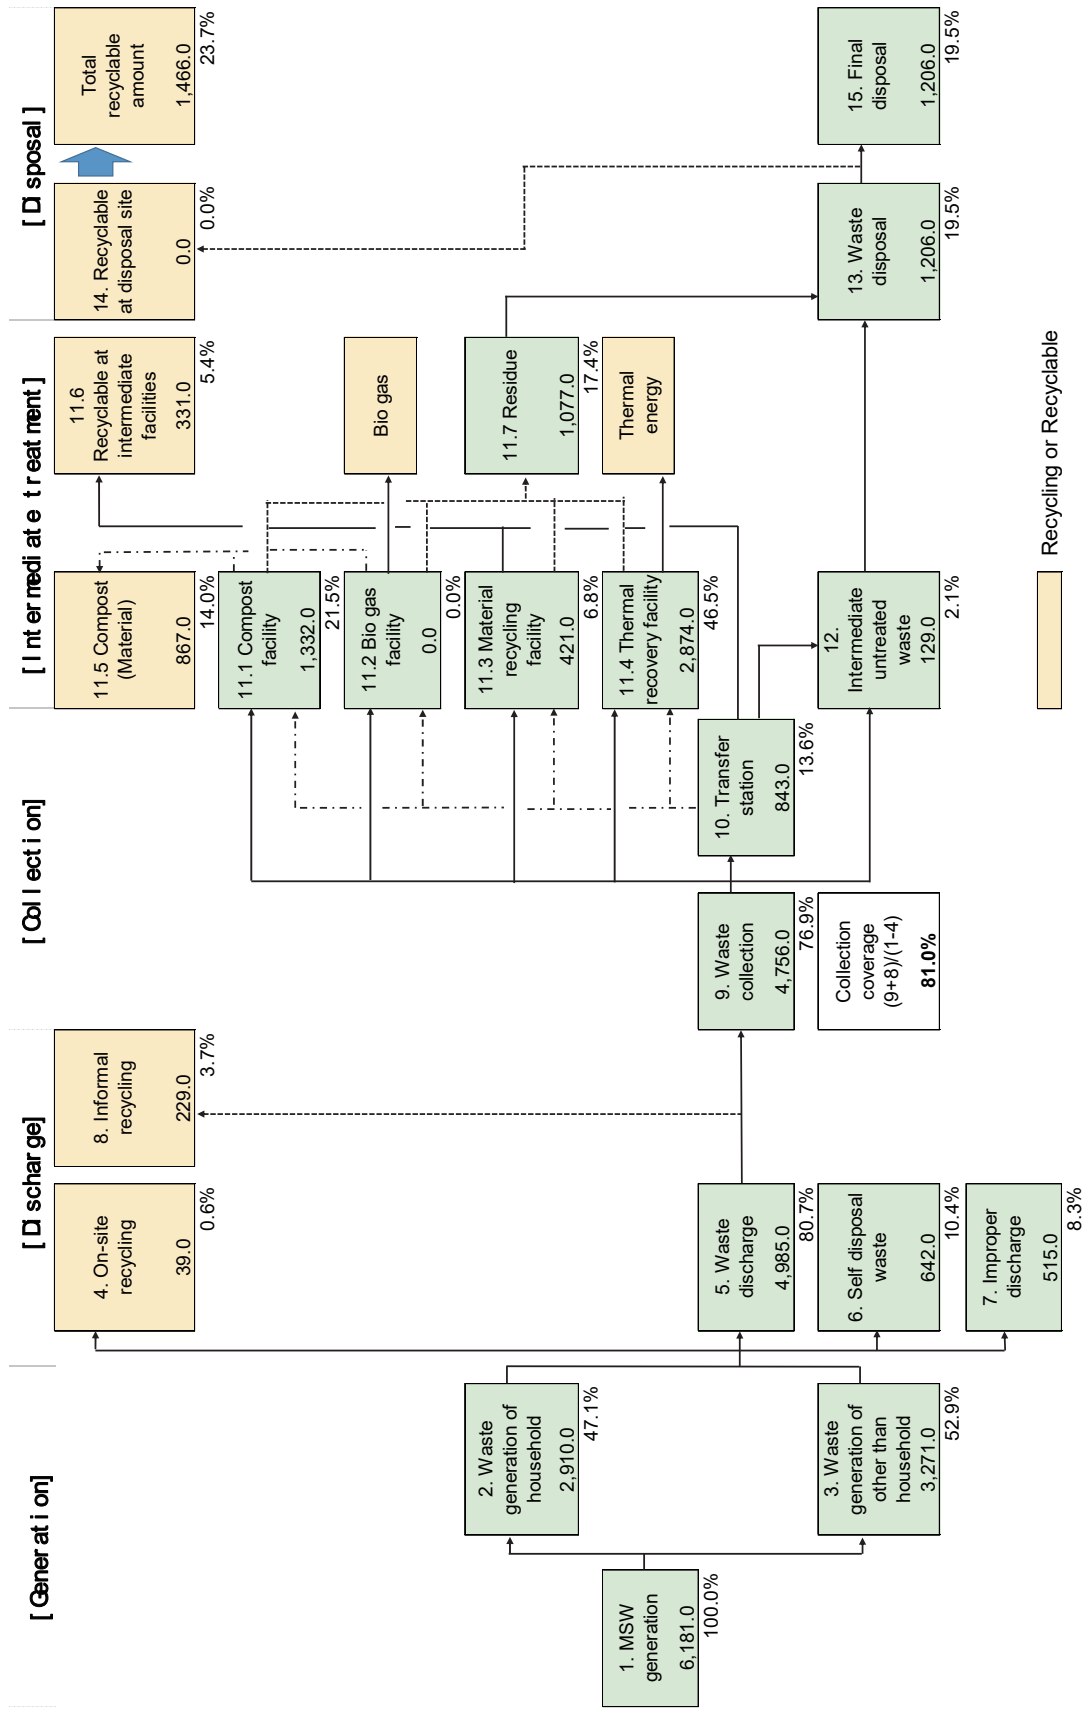 [Generation]
[Discharge]
[Collection]
[Intermediate treatment]
[Disposal]
1. MSW
generation
6,181.0
100.0%
2. Waste
generation of
household
2,910.0
47.1%
3. Waste
generation of
other than
household
3,271.0
52.9%
4. On-site
recycling
39.0
0.6%
5. Waste
discharge
4,985.0
80.7%
6. Self disposal
waste
642.0
10.4%
7. Improper
discharge
515.0
8.3%
8. Informal
recycling
229.0
3.7%
9. Waste
collection
4,756.0
76.9%
Collection
coverage
(9+8)/(1-4)
81.0%
10. Transfer
station
843.0
13.6%
11.5 Compost
(Material)
867.0
14.0%
11.1 Compost
facility
1,332.0
21.5%
11.2 Bio gas
facility
0.0
0.0%
11.3 Material
recycling
facility
421.0
6.8%
11.4 Thermal
recovery facility
2,874.0
46.5%
12.
Intermediate
untreated
waste
129.0
2.1%
11.6
Recyclable at
intermediate
facilities
331.0
5.4%
Bio gas
11.7 Residue
1,077.0
17.4%
Thermal
energy
14. Recyclable
at disposal site
0.0
0.0%
13. Waste
disposal
1,206.0
19.5%
Total
recyclable
amount
1,466.0
23.7%
15. Final
disposal
1,206.0
19.5%
Recycling or Recyclable